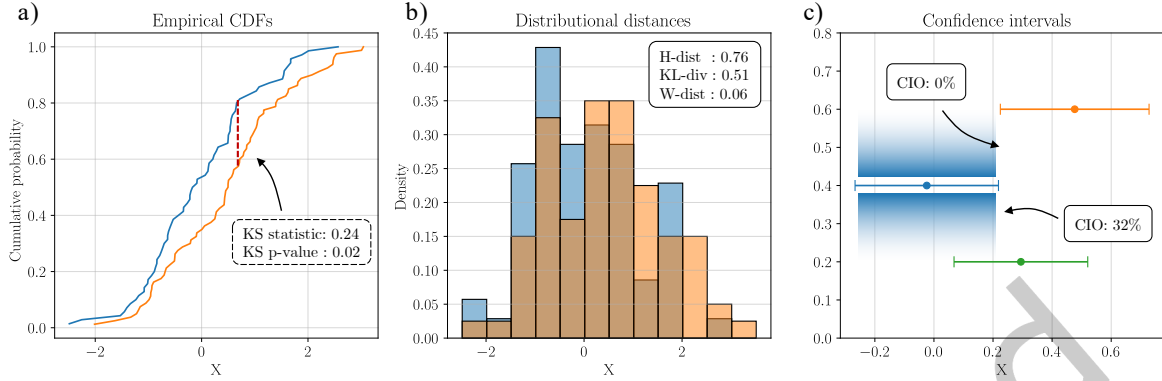 a)
Empirical CDFs
1.0
0.8
0.6
0.4
0.2
0.0
Cumulative probability
KS statistic: 0.24
KS p-value : 0.02
−2
0
2
X
b)
Distributional distances
0.45
0.40
0.35
0.30
0.25
0.20
0.15
0.10
0.05
0.00
Density
H-dist : 0.76
KL-div : 0.51
W-dist : 0.06
−2
0
2
X
c)
Confidence intervals
0.8
0.7
0.6
0.5
0.4
0.3
0.2
0.1
0.0
CIO: 0%
CIO: 32%
−0.2
0.0
0.2
0.4
0.6
X